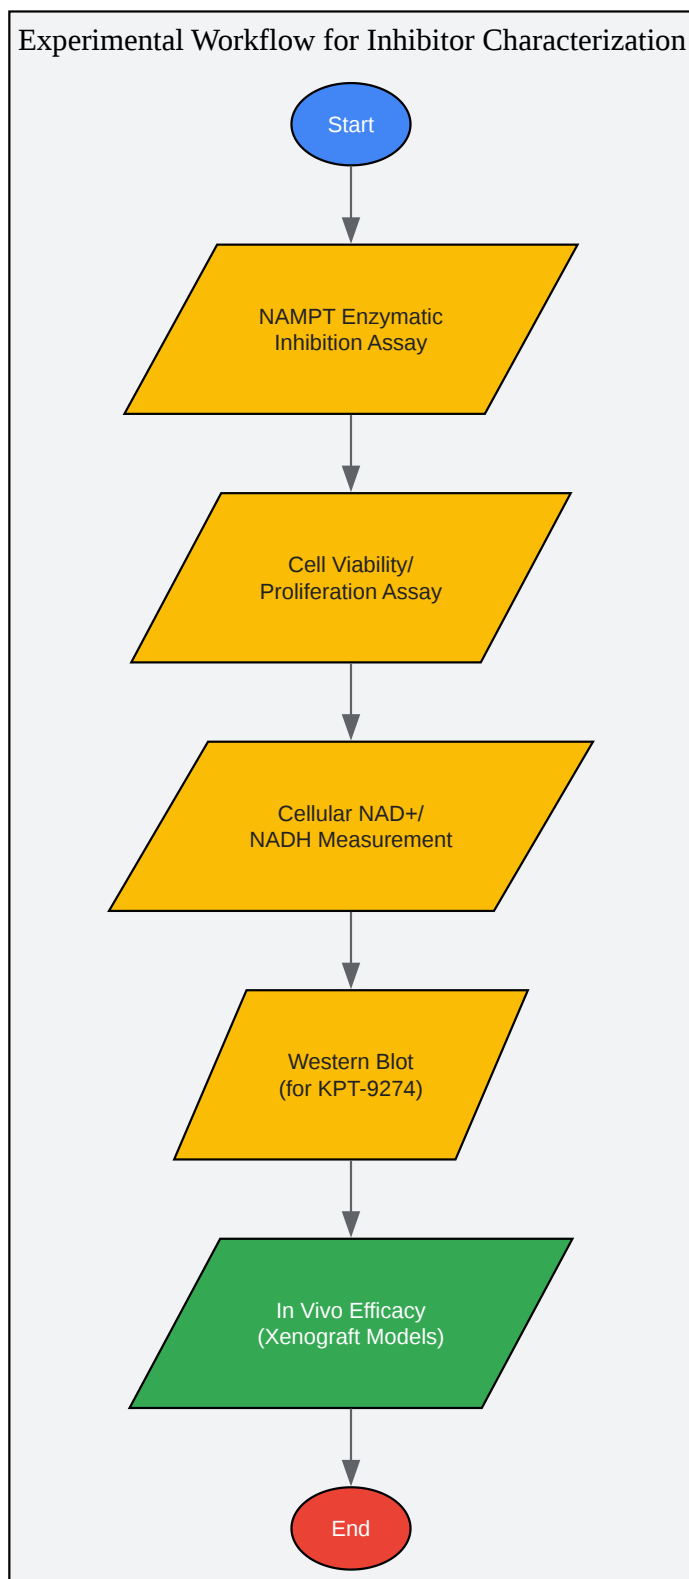 Experimental Workflow for Inhibitor Characterization
Start
NAMPT Enzymatic
Inhibition Assay
Cell Viability/
Proliferation Assay
Cellular NAD+/
NADH Measurement
Western Blot
(for KPT-9274)
In Vivo Efficacy
(Xenograft Models)
End